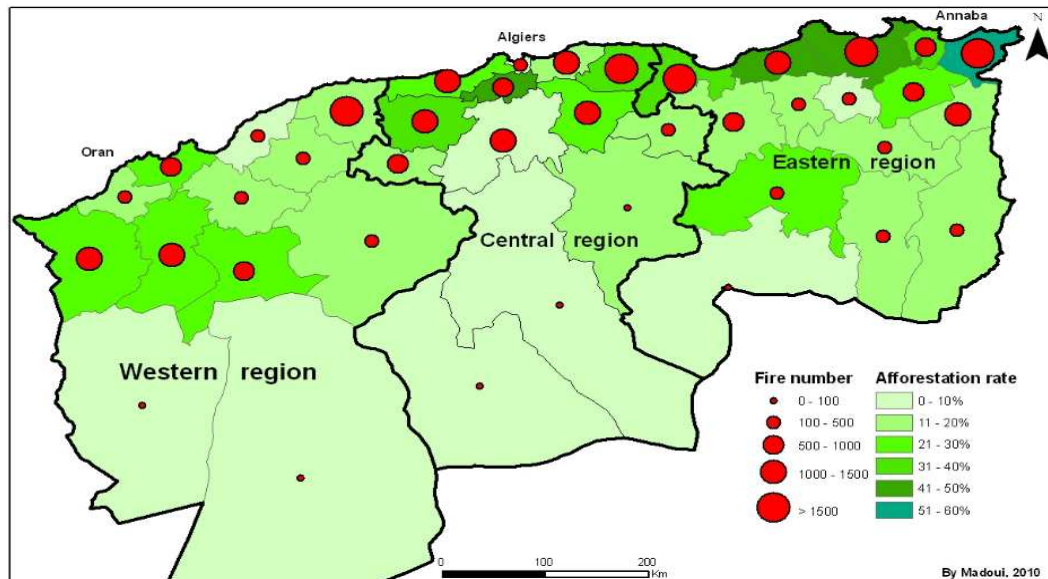 Annaba
N
Algiers
Oran
Eastern region
Central region
Western region
Fire number
0 - 100
100 - 500
500 - 1000
1000 - 1500
> 1500
Afforestation rate
0 - 10%
11 - 20%
21 - 30%
31 - 40%
41 - 50%
51 - 60%
0 100 200
Km
By Madoui, 2010